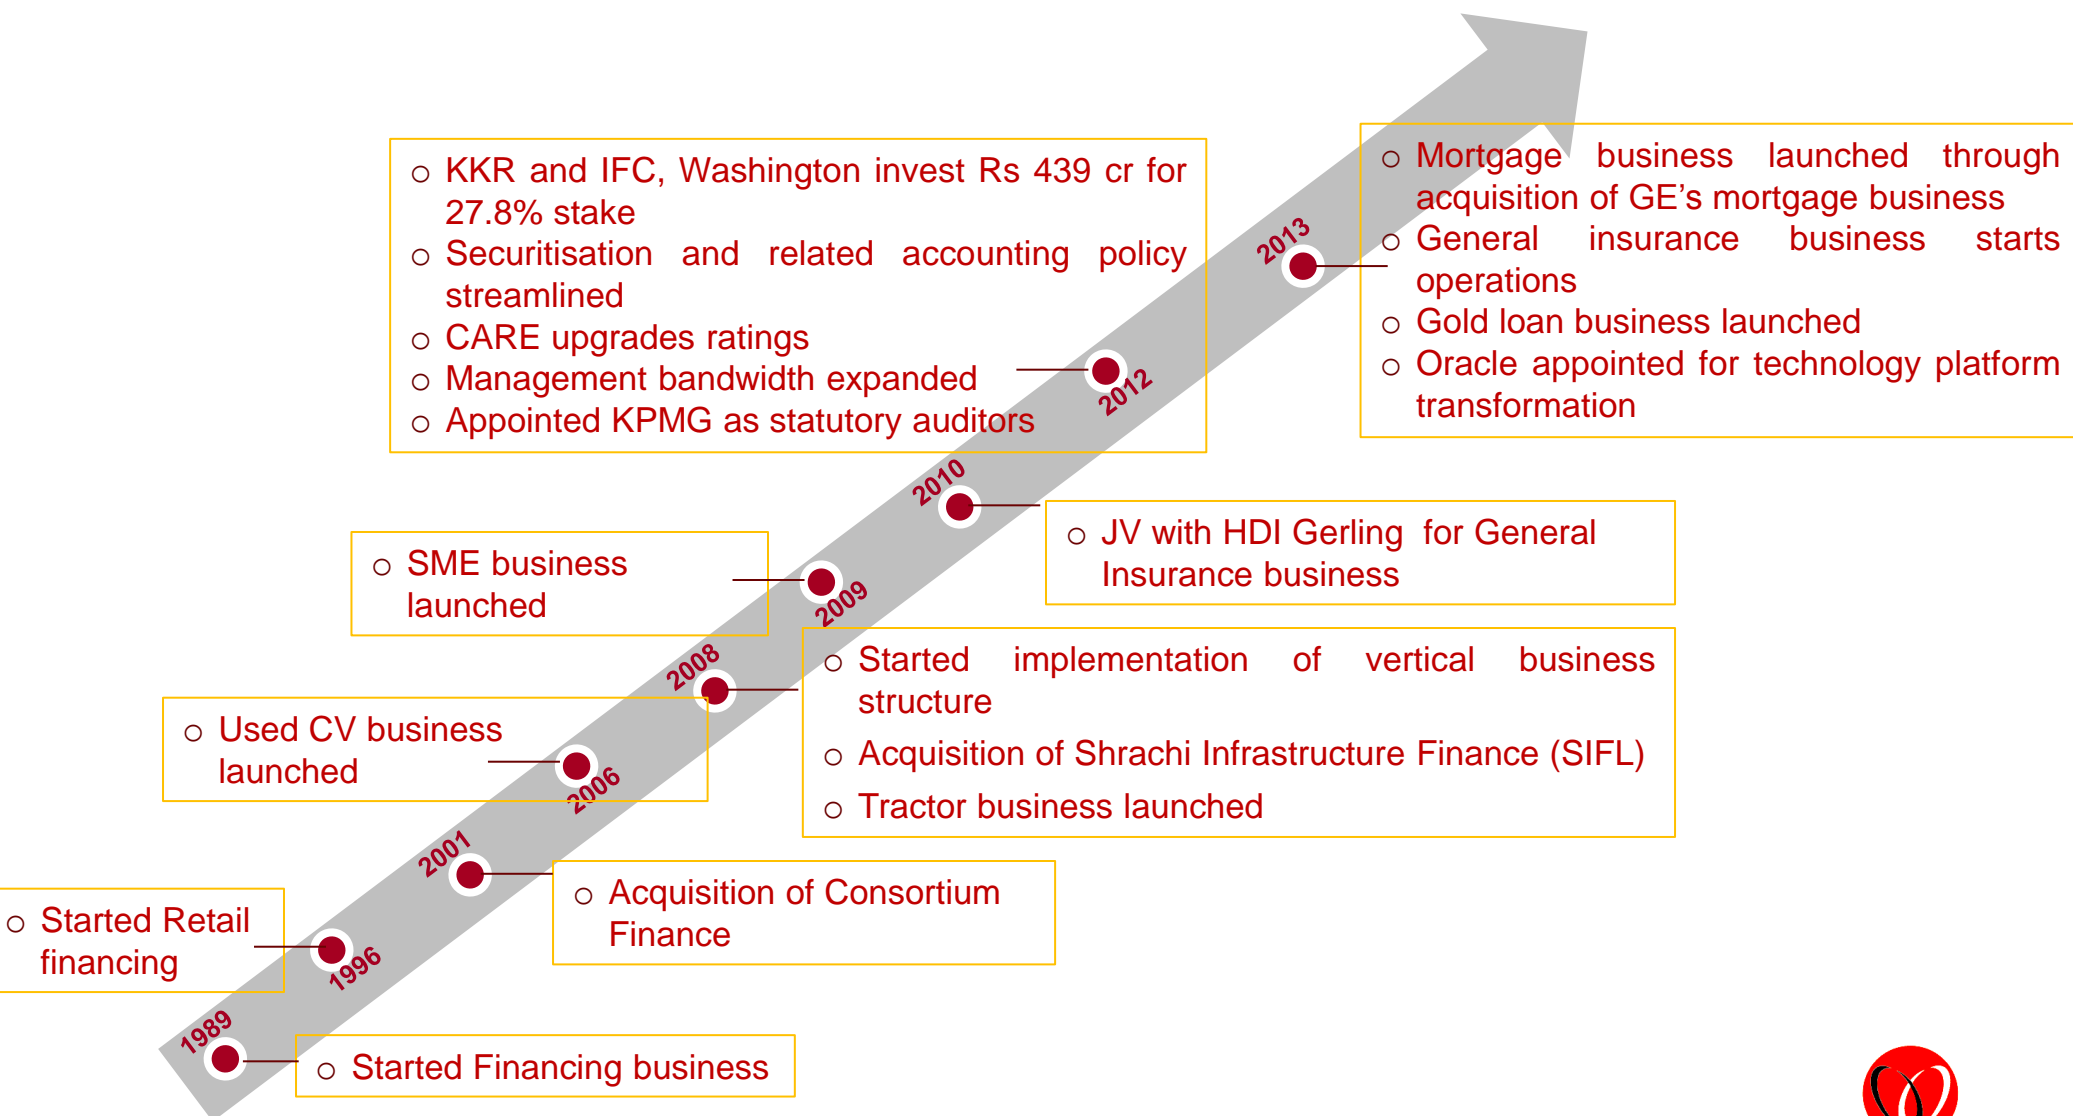 ○ KKR and IFC, Washington invest Rs 439 cr for
27.8% stake
○ Securitisation and related accounting policy
streamlined
○ CARE upgrades ratings
○ Management bandwidth expanded
○ Appointed KPMG as statutory auditors
2012
○ Mortgage business launched through
acquisition of GE’s mortgage business
○ General insurance business starts
operations
○ Gold loan business launched
○ Oracle appointed for technology platform
transformation
2013
2010
○ JV with HDI Gerling for General
Insurance business
○ SME business
launched
2009
2008
○ Started implementation of vertical business
structure
○ Acquisition of Shrachi Infrastructure Finance (SIFL)
○ Tractor business launched
○ Used CV business
launched
2006
2001
○ Acquisition of Consortium
Finance
○ Started Retail
financing
1996
1989
○ Started Financing business